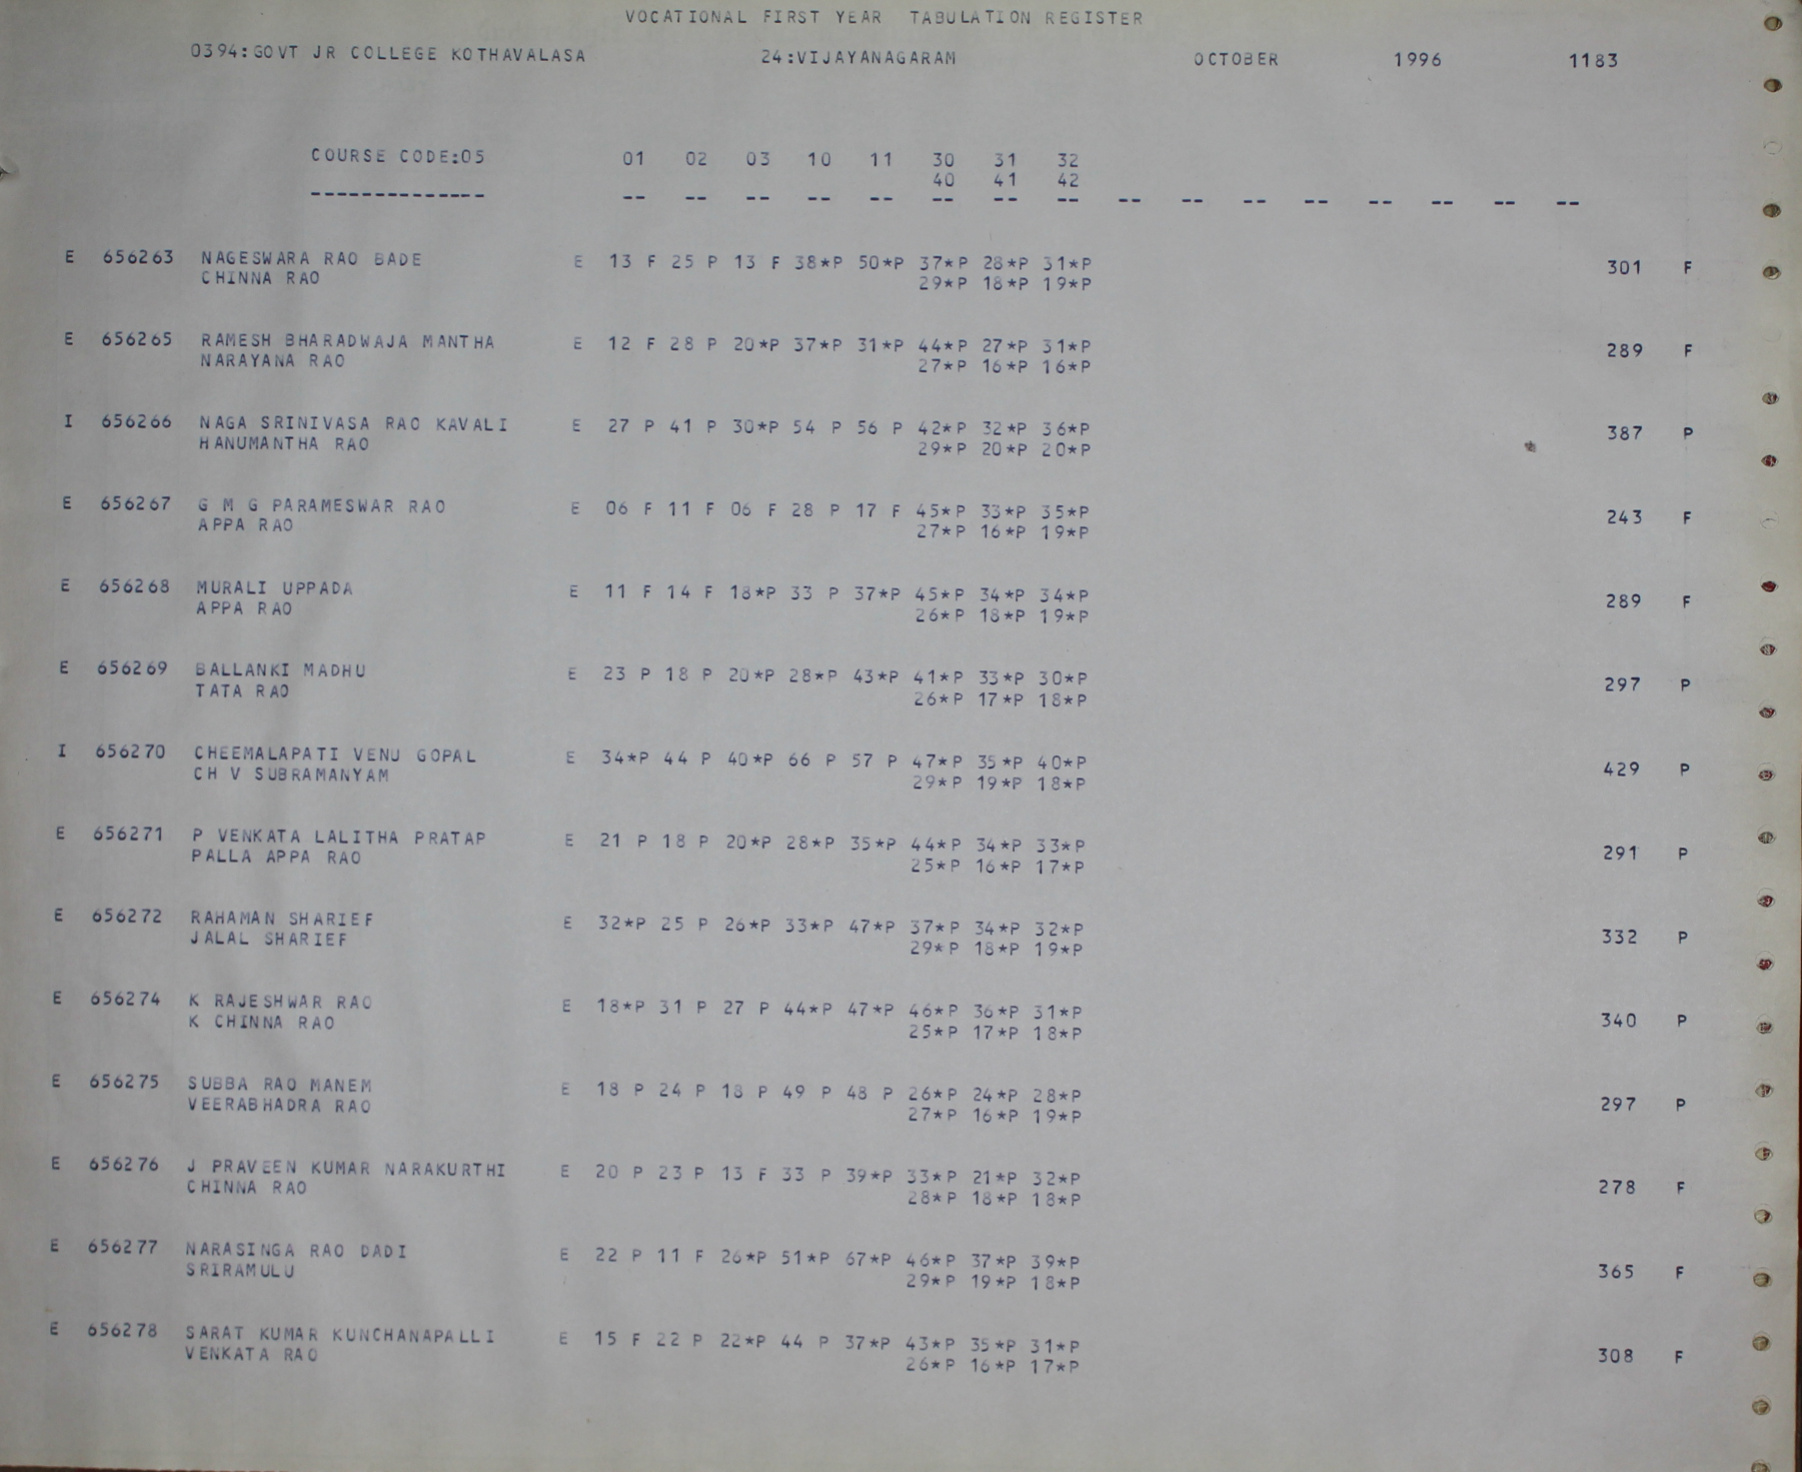 VOCATIONAL FIRST YEAR TABULATION REGISTER
0394:GOVT JR COLLEGE KOTHAVALASA 24:VIJAYANAGARAM OCTOBER 1996 1183
COURSE CODE:05 01 02 03 10 11 30 31 32
40 41 42
-------------- -- -- -- -- -- -- -- -- -- -- -- -- -- -- -- --
E 656263 NAGESWARA RAO BADE E 13 F 25 P 13 F 38*P 50*P 37*P 28*P 31*P 301 F
CHINNA RAO 29*P 18*P 19*P
E 656265 RAMESH BHARADWAJA MANTHA E 12 F 28 P 20*P 37*P 31*P 44*P 27*P 31*P 289 F
NARAYANA RAO 27*P 16*P 16*P
I 656266 NAGA SRINIVASA RAO KAVALI E 27 P 41 P 30*P 54 P 56 P 42*P 32*P 36*P 387 P
HANUMANTHA RAO 29*P 20*P 20*P
E 656267 G M G PARAMESWAR RAO E 06 F 11 F 06 F 28 P 17 F 45*P 33*P 35*P 243 F
APPA RAO 27*P 16*P 19*P
E 656268 MURALI UPPADA E 11 F 14 F 18*P 33 P 37*P 45*P 34*P 34*P 289 F
APPA RAO 26*P 18*P 19*P
E 656269 BALLANKI MADHU E 23 P 18 P 20*P 28*P 43*P 41*P 33*P 30*P 297 P
TATA RAO 26*P 17*P 18*P
I 656270 CHEEMALAPATI VENU GOPAL E 34*P 44 P 40*P 66 P 57 P 47*P 35*P 40*P 429 P
CH V SUBRAMANYAM 29*P 19*P 18*P
E 656271 P VENKATA LALITHA PRATAP E 21 P 18 P 20*P 28*P 35*P 44*P 34*P 33*P 291 P
PALLA APPA RAO 25*P 16*P 17*P
E 656272 RAHAMAN SHARIEF E 32*P 25 P 26*P 33*P 47*P 37*P 34*P 32*P 332 P
JALAL SHARIEF 29*P 18*P 19*P
E 656274 K RAJESHWAR RAO E 18*P 31 P 27 P 44*P 47*P 46*P 36*P 31*P 340 P
K CHINNA RAO 25*P 17*P 18*P
E 656275 SUBBA RAO MANEM E 18 P 24 P 18 P 49 P 48 P 26*P 24*P 28*P 297 P
VEERABHADRA RAO 27*P 16*P 19*P
E 656276 J PRAVEEN KUMAR NARAKURTHI E 20 P 23 P 13 F 33 P 39*P 33*P 21*P 32*P 278 F
CHINNA RAO 28*P 18*P 18*P
E 656277 NARASINGA RAO DADI E 22 P 11 F 26*P 51*P 67*P 46*P 37*P 39*P 365 F
SRIRAMULU 29*P 19*P 18*P
E 656278 SARAT KUMAR KUNCHANAPALLI E 15 F 22 P 22*P 44 P 37*P 43*P 35*P 31*P 308 F
VENKATA RAO 26*P 16*P 17*P